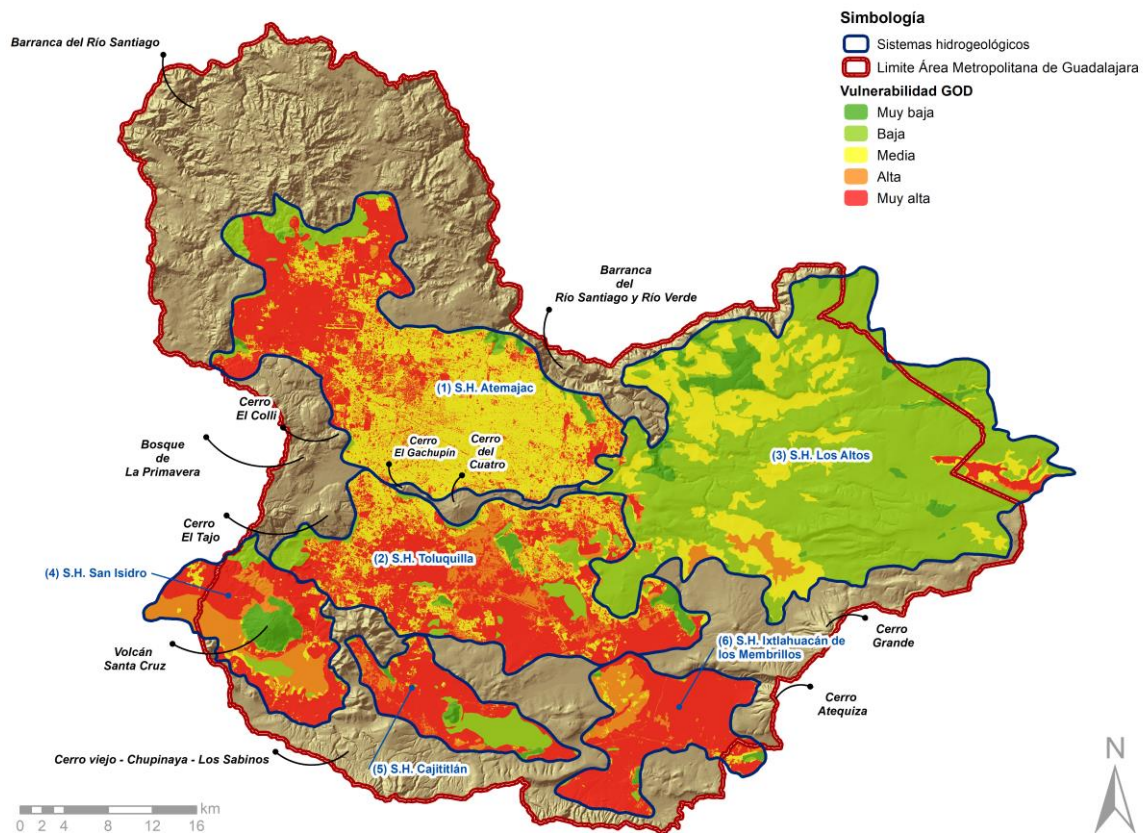 Simbología
Sistemas hidrogeológicos
Limite Área Metropolitana de Guadalajara
Vulnerabilidad GOD
Muy baja
Baja
Media
Alta
Muy alta
Barranca del Río Santiago
Barranca
del
Río Santiago y Río Verde
(1) S.H. Atemajac
Cerro
El Colli
Cerro
El Gachupín
Cerro
del
Cuatro
Bosque
de
La Primavera
(3) S.H. Los Altos
Cerro
El Tajo
(2) S.H. Toluquilla
(4) S.H. San Isidro
Volcán
Santa Cruz
(6) S.H. Ixtlahuacán de
los Membrillos
Cerro
Grande
Cerro
Atequiza
Cerro viejo - Chupinaya - Los Sabinos
(5) S.H. Cajititlán
N
km
0 2 4 8 12 16